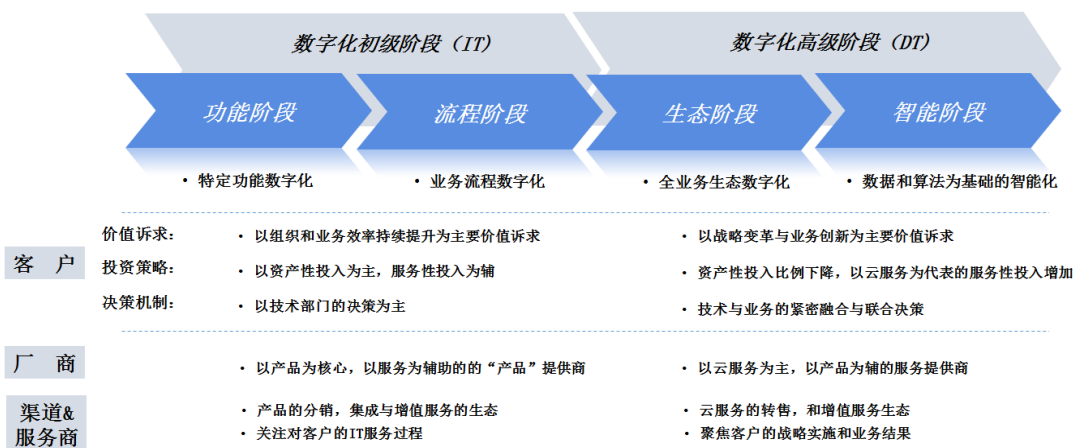 数字化初级阶段（IT)
数字化高级阶段（DT)
功能阶段
流程阶段
生态阶段
智能阶段
• 特定功能数字化
• 业务流程数字化
• 全业务生态数字化
• 数据和算法为基础的智能化
客 户
价值诉求：
• 以组织和业务效率持续提升为主要价值诉求
• 以战略变革与业务创新为主要价值诉求
投资策略：
• 以资产性投入为主，服务性投入为辅
• 资产性投入比例下降，以云服务为代表的服务性投入增加
决策机制：
• 以技术部门的决策为主
• 技术与业务的紧密融合与联合决策
厂 商
• 以产品为核心，以服务为辅助的的“产品”提供商
• 以云服务为主，以产品为辅的服务提供商
渠道&
服务商
• 产品的分销，集成与增值服务的生态
• 关注对客户的IT服务过程
• 云服务的转售，和增值服务生态
• 聚焦客户的战略实施和业务结果